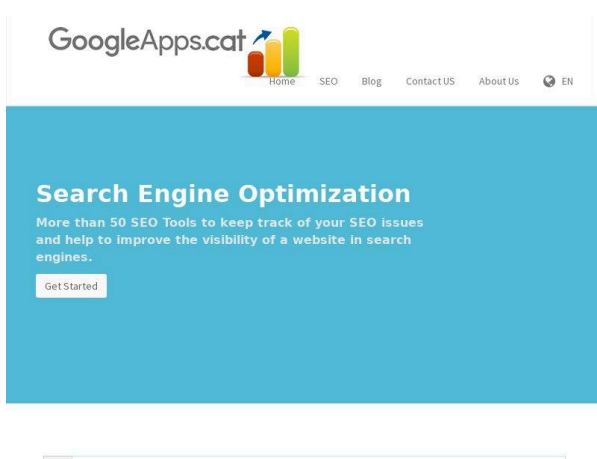 GoogleApps.cat
Home SEO Blog Contact US About Us EN
Search Engine Optimization
More than 50 SEO Tools to keep track of your SEO issues
and help to improve the visibility of a website in search
engines.
Get Started